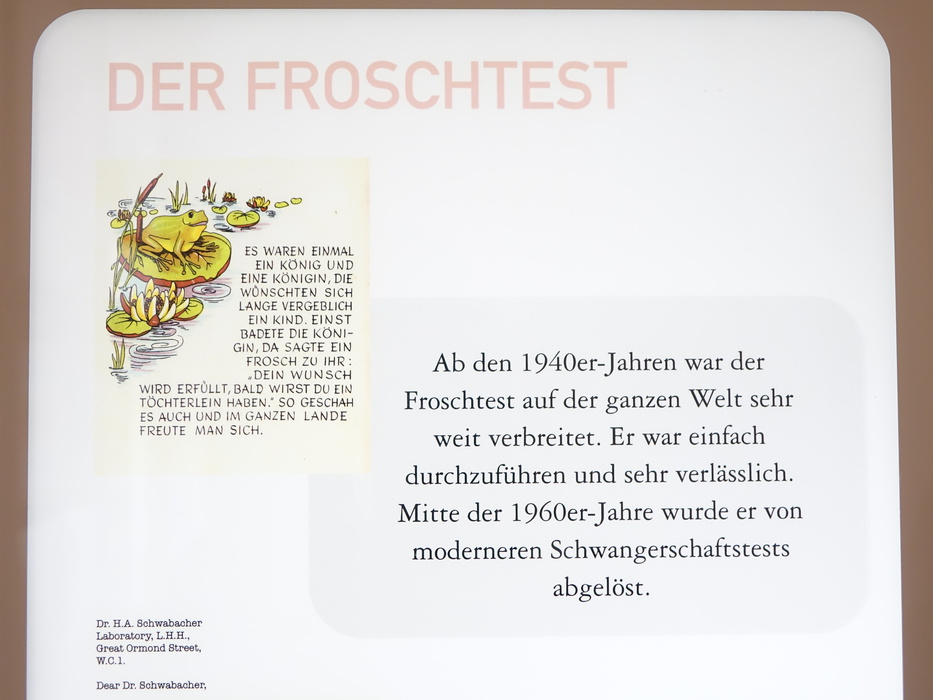 DER FROSCHTEST
ES WAREN EINMAL
EIN KÖNIG UND
EINE KÖNIGIN, DIE
WÜNSCHTEN SICH
LANGE VERGEBLICH
EIN KIND. EINST
BADETE DIE KÖNI-
GIN, DA SAGTE EIN
FROSCH ZU IHR:
„DEIN WUNSCH
WIRD ERFÜLLT, BALD WIRST DU EIN
TÖCHTERLEIN HABEN." SO GESCHAH
ES AUCH UND IM GANZEN LANDE
FREUTE MAN SICH.
Ab den 1940er-Jahren war der
Froschtest auf der ganzen Welt sehr
weit verbreitet. Er war einfach
durchzuführen und sehr verlässlich.
Mitte der 1960er-Jahre wurde er von
moderneren Schwangerschaftstests
abgelöst.
Dr. H.A. Schwabacher
Laboratory, L.H.H.,
Great Ormond Street,
W.C.1.
Dear Dr. Schwabacher,